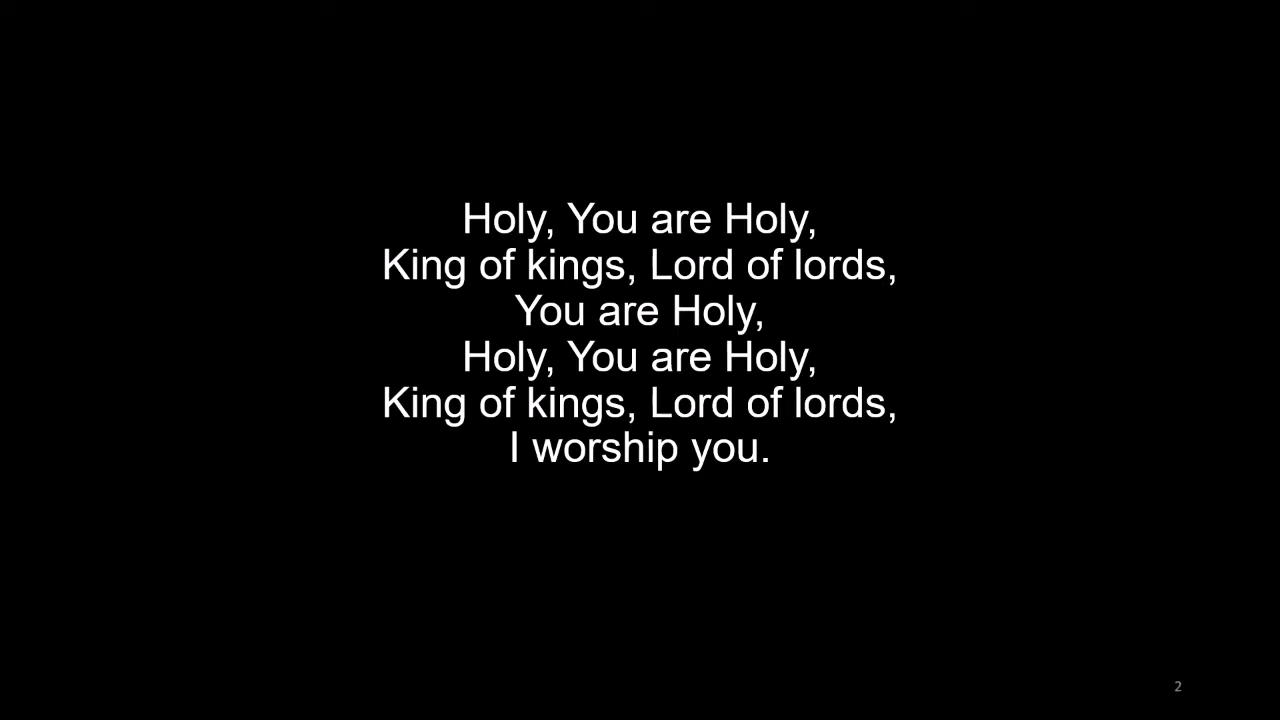 Holy, You are Holy,
King of kings, Lord of lords,
You are Holy,
Holy, You are Holy,
King of kings, Lord of lords,
I worship you.
2